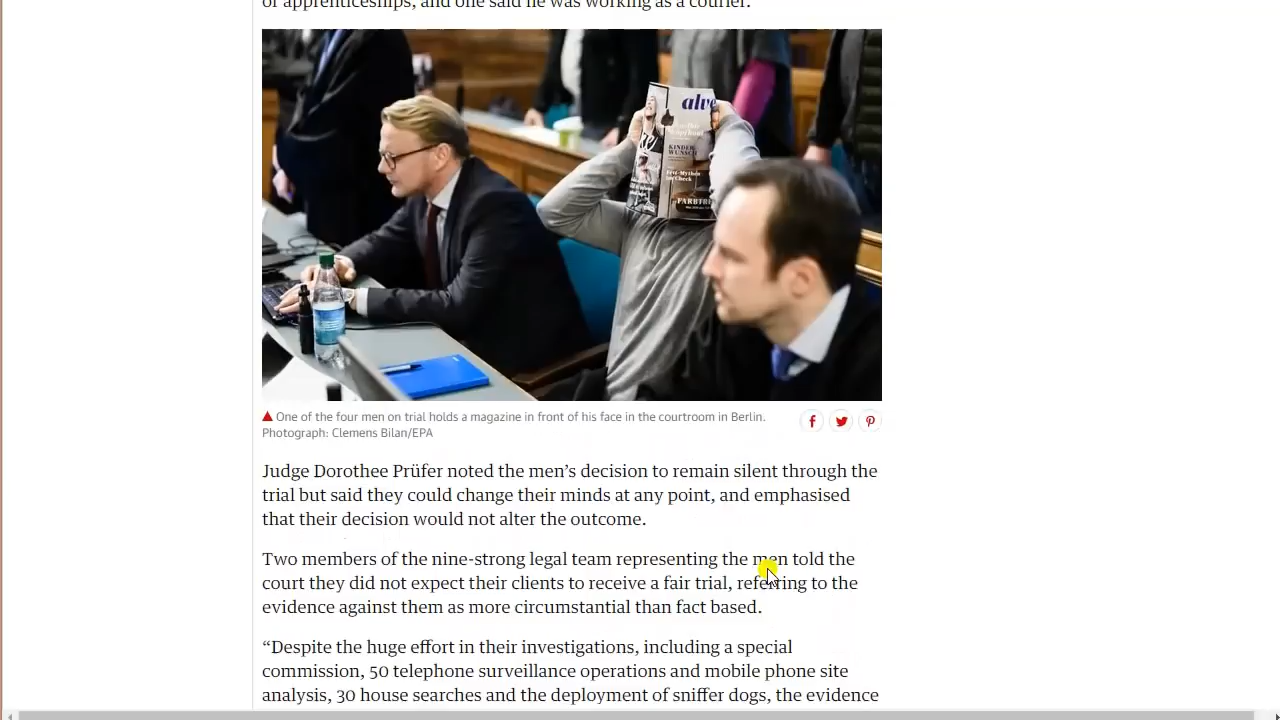 of apprenticeships, and one said he was working as a courier.
alve
KINDER
WUNSCH
Fett-Mythen
im Check
FARBTRE
One of the four men on trial holds a magazine in front of his face in the courtroom in Berlin.
Photograph: Clemens Bilan/EPA
Judge Dorothee Prüfer noted the men’s decision to remain silent through the
trial but said they could change their minds at any point, and emphasised
that their decision would not alter the outcome.
Two members of the nine-strong legal team representing the men told the
court they did not expect their clients to receive a fair trial, referring to the
evidence against them as more circumstantial than fact based.
“Despite the huge effort in their investigations, including a special
commission, 50 telephone surveillance operations and mobile phone site
analysis, 30 house searches and the deployment of sniffer dogs, the evidence